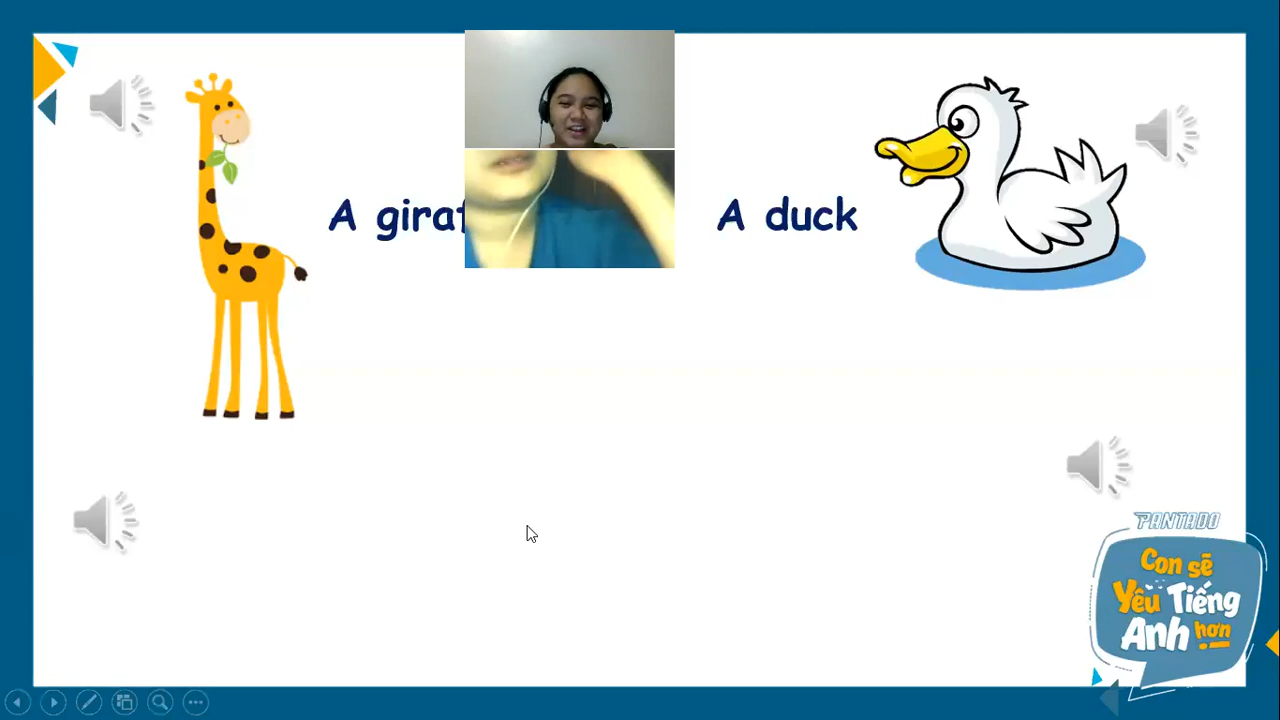 A giraf
A duck
PANTADO
Con sẽ
Yêu Tiếng
Anh hơn